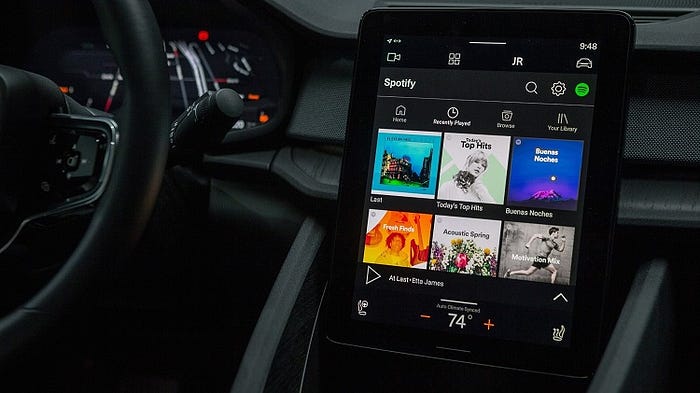 9:48
JR
Spotify
Home
Recently Played
Browse
Your Library
Today's
Top Hits
Buenas
Noches
Last
Today's Top Hits
Buenas Noches
Fresh Finds
Acoustic Spring
Motivation Mix
At Last • Etta James
Auto Climate Synced
74°